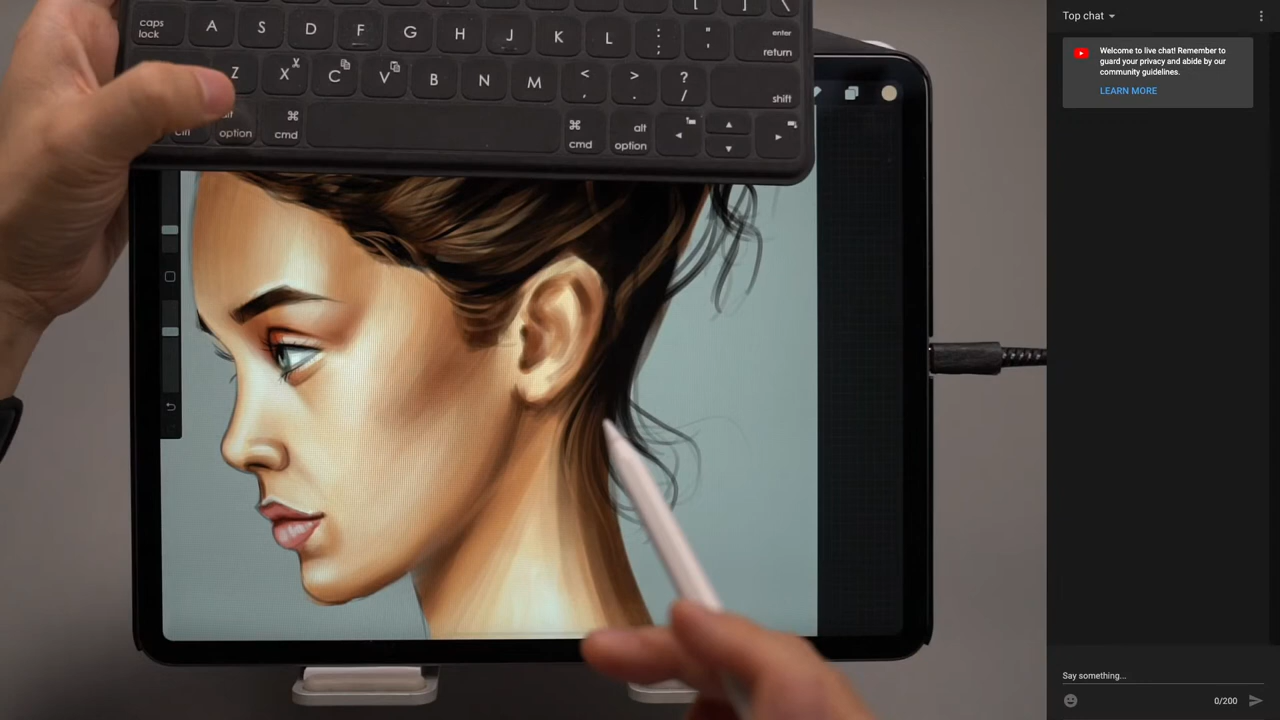 caps
lock
A S D F G H J K L : ; " ' enter
return
Z X C V B N M < , > . ? / shift
option
cmd
⌘
⌘
cmd
alt
option
Top chat
Welcome to live chat! Remember to
guard your privacy and abide by our
community guidelines.
LEARN MORE
Say something...
0/200